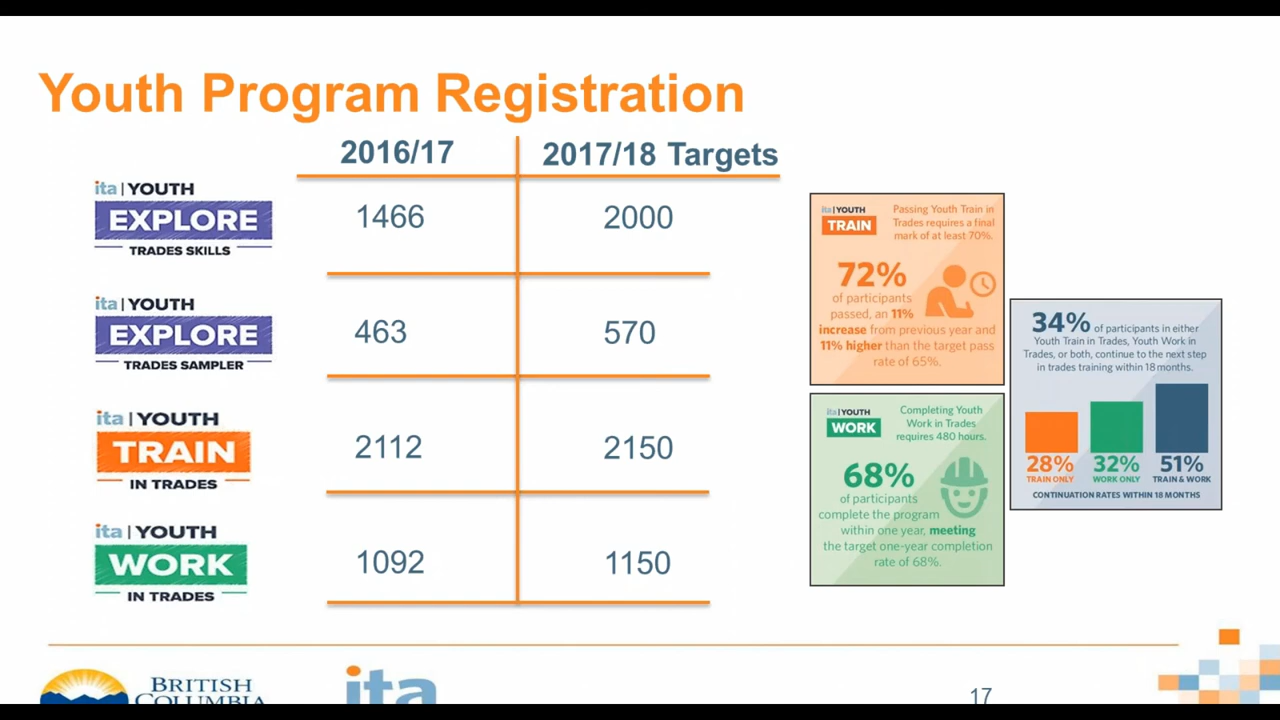 Youth Program Registration
2016/17
2017/18 Targets
ita | YOUTH
EXPLORE
TRADES SKILLS
1466
2000
ita | YOUTH
EXPLORE
TRADES SAMPLER
463
570
ita | YOUTH
TRAIN
IN TRADES
2112
2150
ita | YOUTH
WORK
IN TRADES
1092
1150
ita | YOUTH
TRAIN
Passing Youth Train in
Trades requires a final
mark of at least 70%.
72%
of participants
passed, an 11%
increase from previous year and
11% higher than the target pass
rate of 65%.
ita | YOUTH
WORK
Completing Youth
Work in Trades
requires 480 hours.
68%
of participants
complete the program
within one year, meeting
the target one-year completion
rate of 68%.
34% of participants in either
Youth Train in Trades, Youth Work in
Trades, or both, continue to the next step
in trades training within 18 months.
28%
TRAIN ONLY
32%
WORK ONLY
51%
TRAIN & WORK
CONTINUATION RATES WITHIN 18 MONTHS
BRITISH
COLUMBIA
ita
17